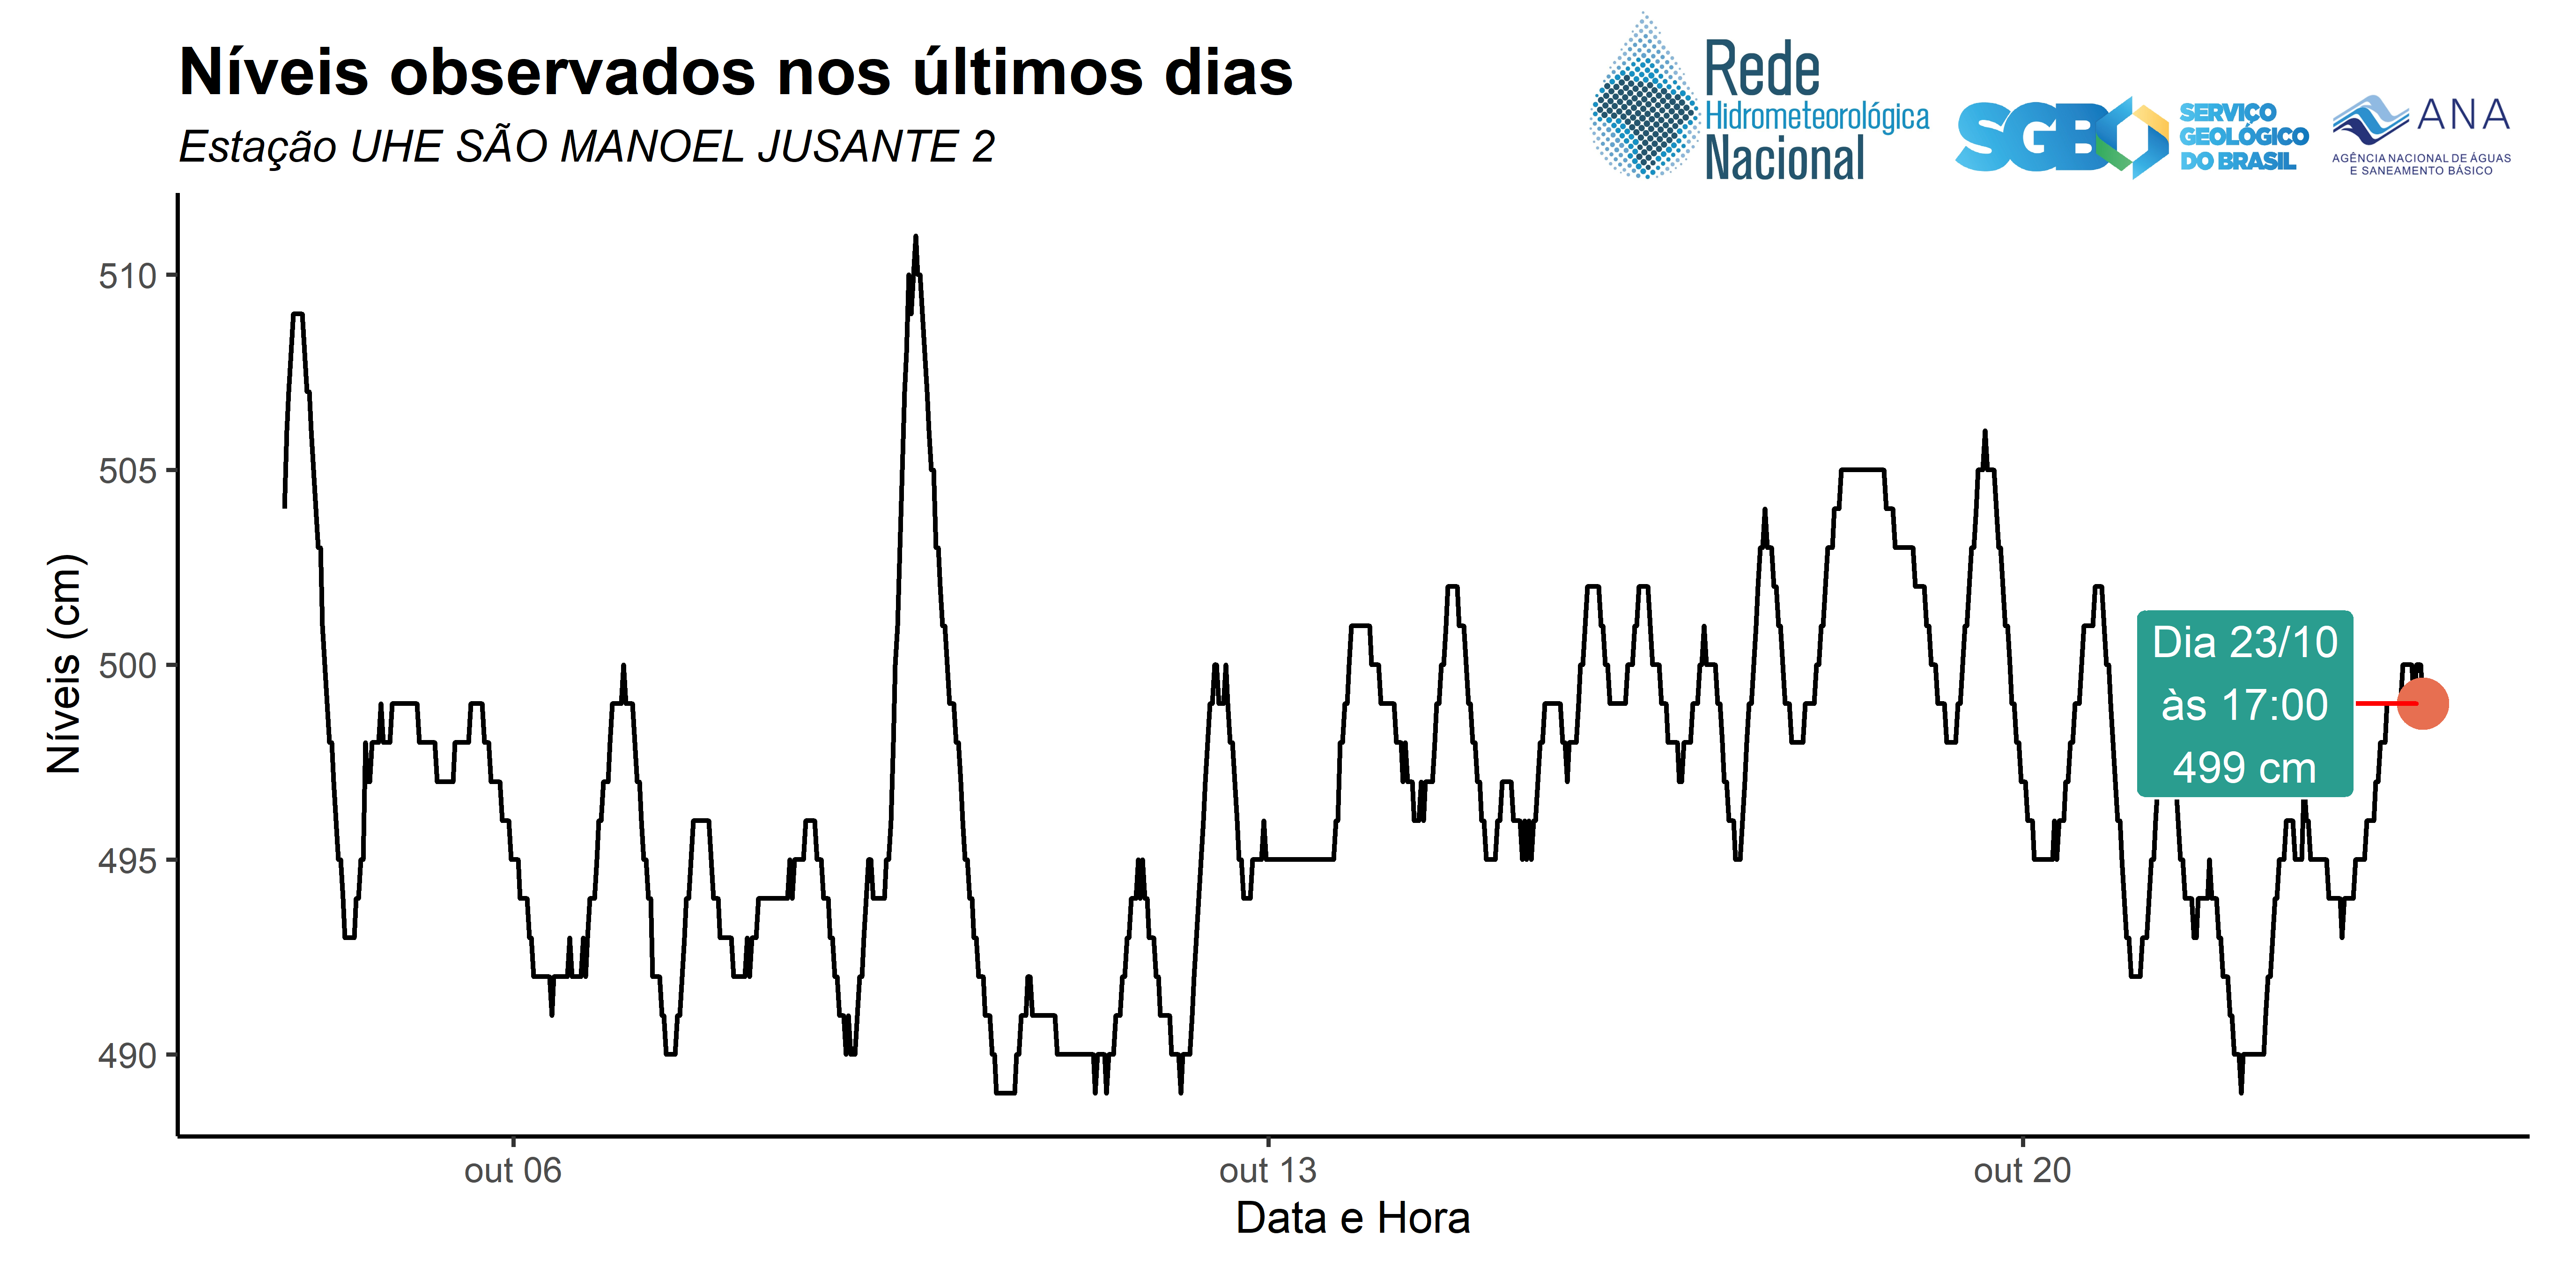 Níveis observados nos últimos dias
Estação UHE SÃO MANOEL JUSANTE 2
Rede
Hidrometeorológica
Nacional
SGB
SERVIÇO
GEOLÓGICO
DO BRASIL
ANA
AGÊNCIA NACIONAL DE ÁGUAS
E SANEAMENTO BÁSICO
Níveis (cm)
510
505
500
495
490
Dia 23/10
às 17:00
499 cm
out 06
out 13
out 20
Data e Hora